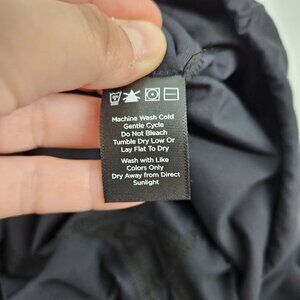 Machine Wash Cold
Gentle Cycle
Do Not Bleach
Tumble Dry Low Or
Lay Flat To Dry
Wash with Like
Colors Only
Dry Away from Direct
Sunlight